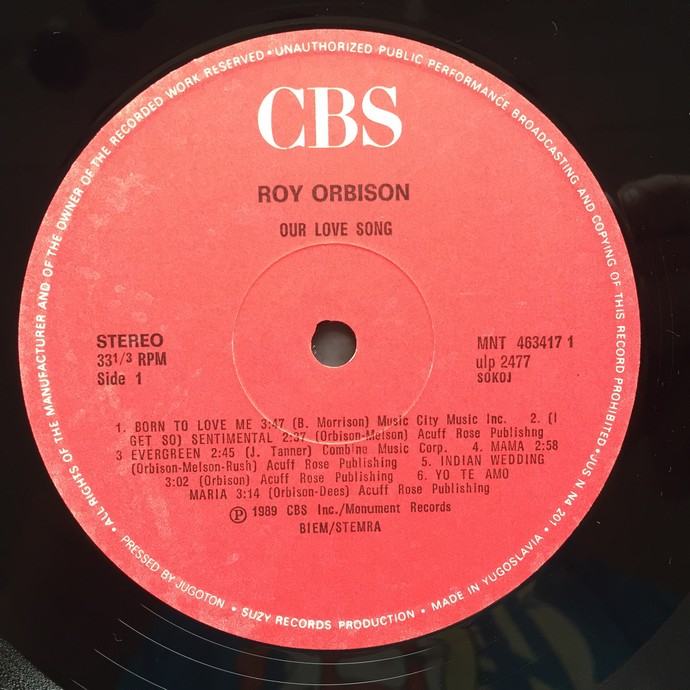 CBS
ROY ORBISON
OUR LOVE SONG
STEREO
33 1/3 RPM
Side 1
MNT 463417 1
ulp 2477
SOKOJ
1. BORN TO LOVE ME 3:47 (B. Morrison) Music City Music Inc. 2. (I
GET SO) SENTIMENTAL 2:37 (Orbison-Melson) Acuff Rose Publishng
3 EVERGREEN 2:45 (J. Tanner) Combine Music Corp. 4. MAMA 2:58
(Orbison-Melson-Rush) Acuff Rose Publishing 5. INDIAN WEDDING
3:02 (Orbison) Acuff Rose Publishing 6. YO TE AMO
MARIA 3:14 (Orbison-Dees) Acuff Rose Publishing
Ⓟ 1989 CBS Inc./Monument Records
BIEM/STEMRA
• ALL RIGHTS OF THE MANUFACTURER AND OF THE OWNER OF THE RECORDED WORK RESERVED • UNAUTHORIZED PUBLIC PERFORMANCE BROADCASTING AND COPYING OF THIS RECORD PROHIBITED • JUS N N4 201
• PRESSED BY JUGOTON • SUZY RECORDS PRODUCTION • MADE IN YUGOSLAVIA •